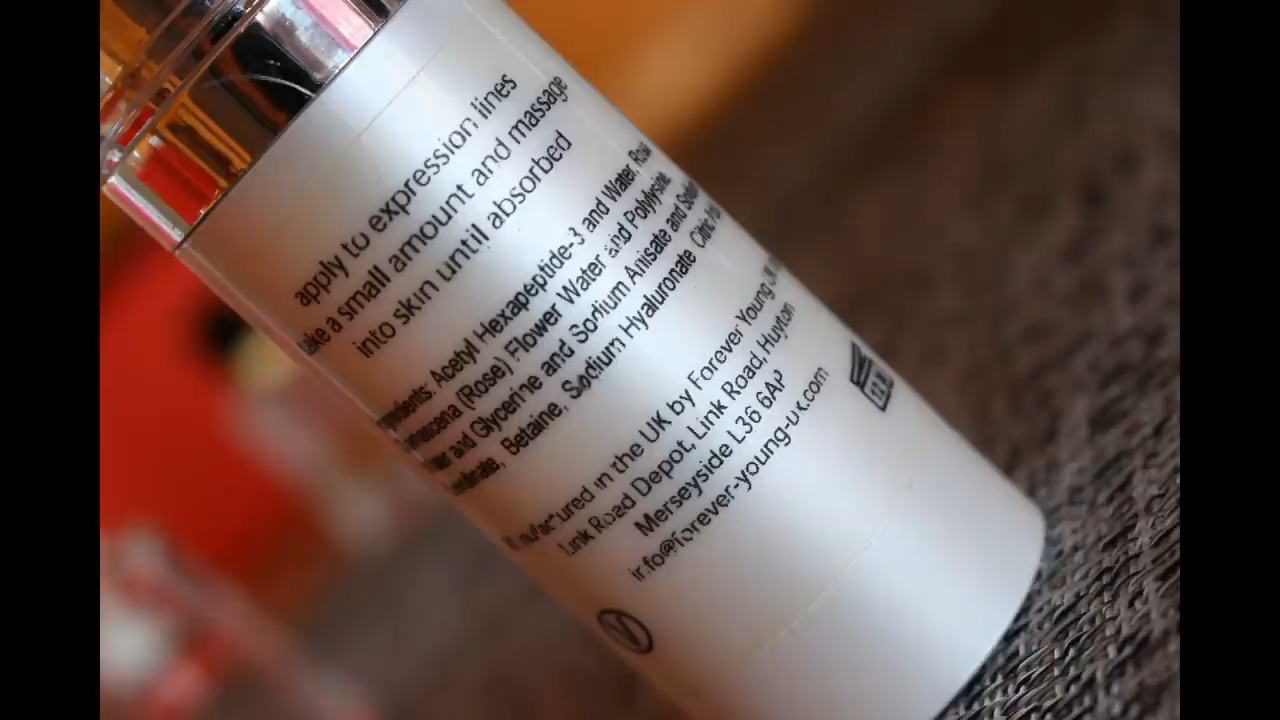 apply to expression lines
a small amount and massage
into skin until absorbed
Acetyl Hexapeptide-3 and Water,
(Rose) Flower Water and Polylysine,
and Glycerine and Sodium Anisate and
Betaine, Sodium Hyaluronate Citric
in the UK by Forever Young
Link Road Depot, Link Road, Huyton
Merseyside L36 6AP
info@forever-young-uk.com
V